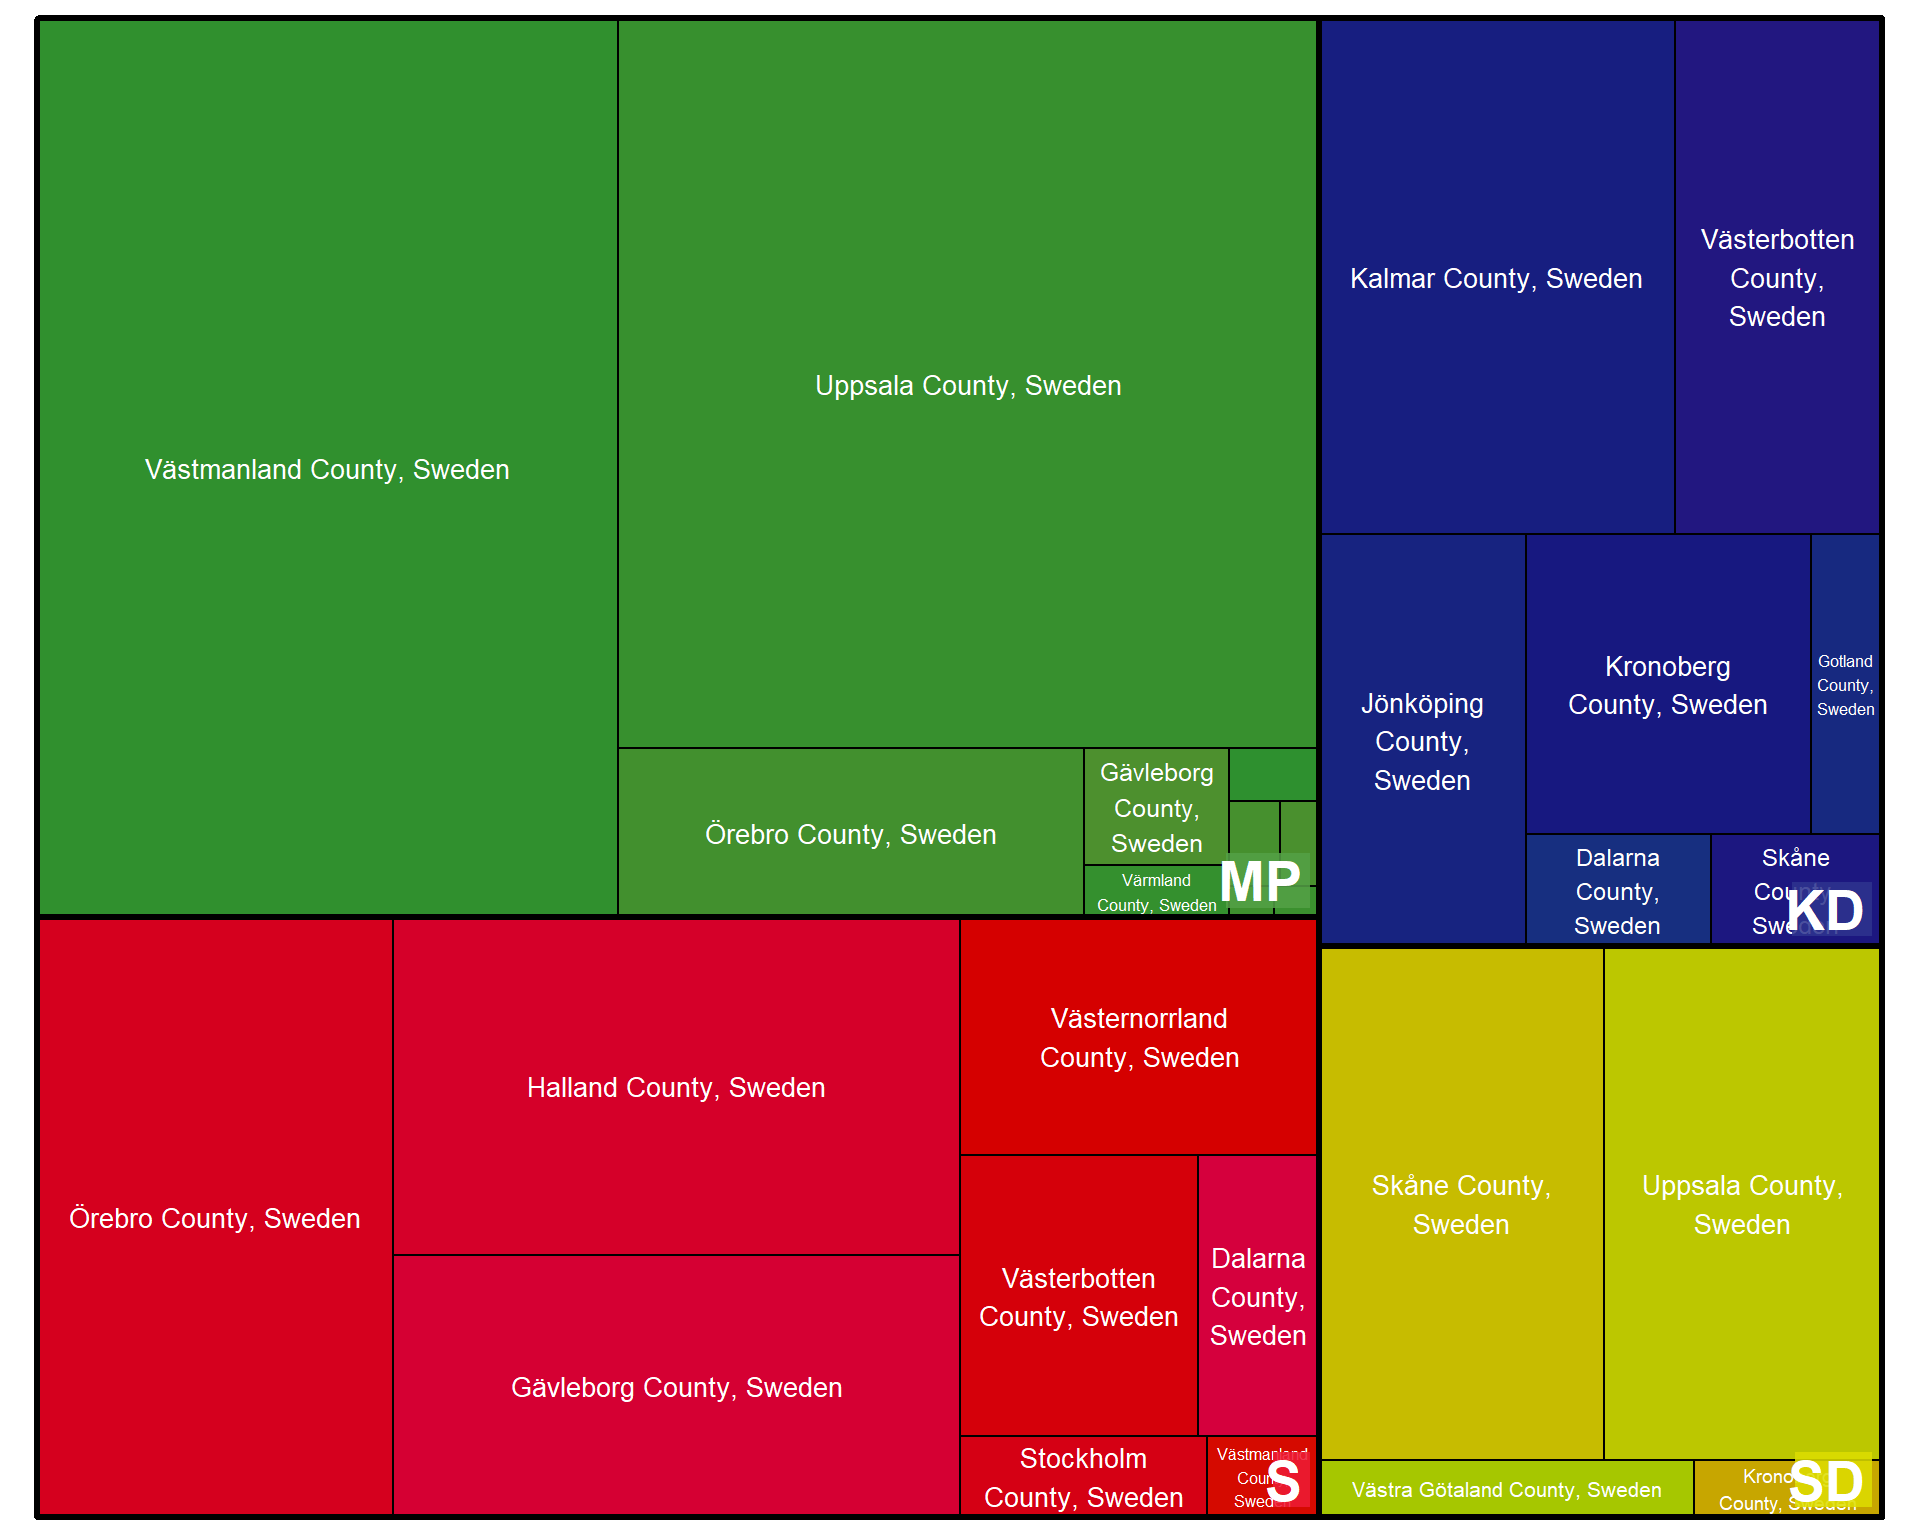 Västmanland County, Sweden
Uppsala County, Sweden
Örebro County, Sweden
Gävleborg
County,
Sweden
Värmland
County, Sweden
MP
Kalmar County, Sweden
Västerbotten
County,
Sweden
Jönköping
County,
Sweden
Kronoberg
County, Sweden
Gotland
County,
Sweden
Dalarna
County,
Sweden
Skåne
County,
Sweden
KD
Örebro County, Sweden
Halland County, Sweden
Gävleborg County, Sweden
Västernorrland
County, Sweden
Västerbotten
County, Sweden
Dalarna
County,
Sweden
Stockholm
County, Sweden
Västmanland
County,
Sweden
S
Skåne County,
Sweden
Uppsala County,
Sweden
Västra Götaland County, Sweden
Kronoberg
County, Sweden
SD